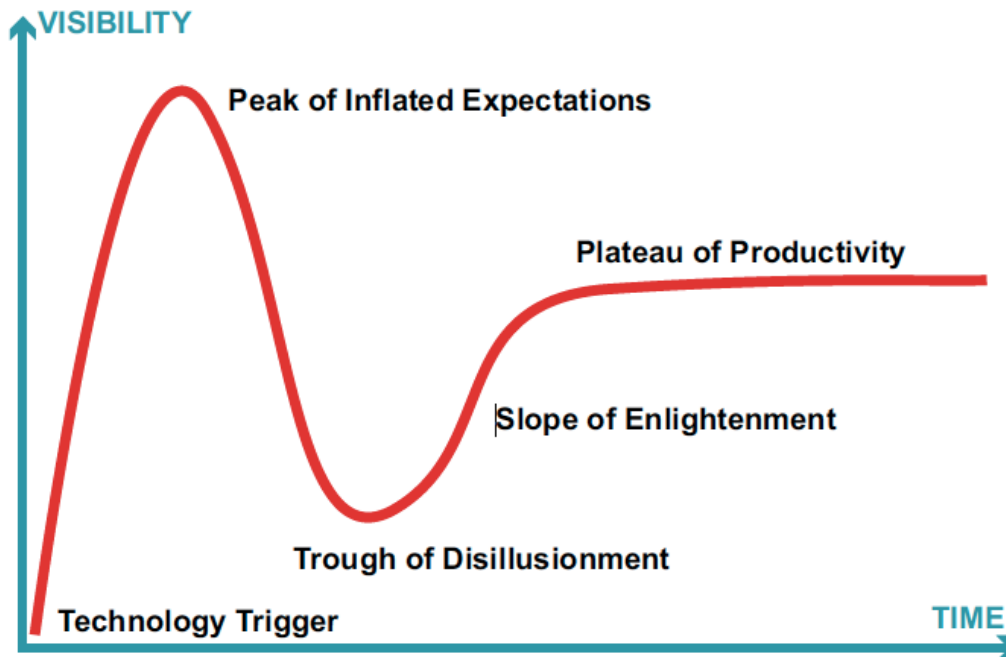 VISIBILITY
Peak of Inflated Expectations
Plateau of Productivity
Slope of Enlightenment
Trough of Disillusionment
Technology Trigger
TIME